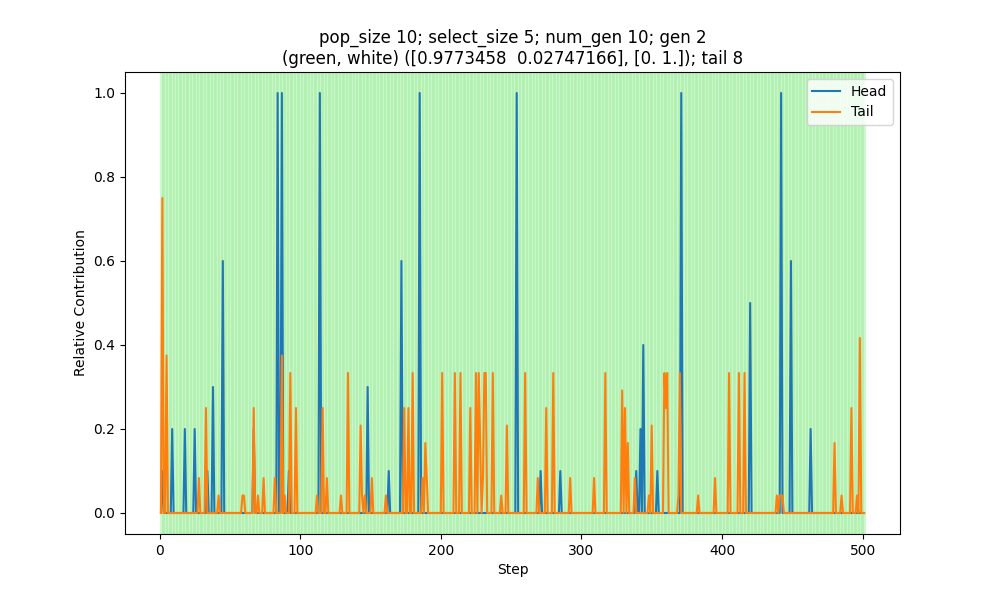 pop_size 10; select_size 5; num_gen 10; gen 2
(green, white) ([0.9773458  0.02747166], [0. 1.]); tail 8
Head
Tail
Relative Contribution
1.0
0.8
0.6
0.4
0.2
0.0
0
100
200
300
400
500
Step